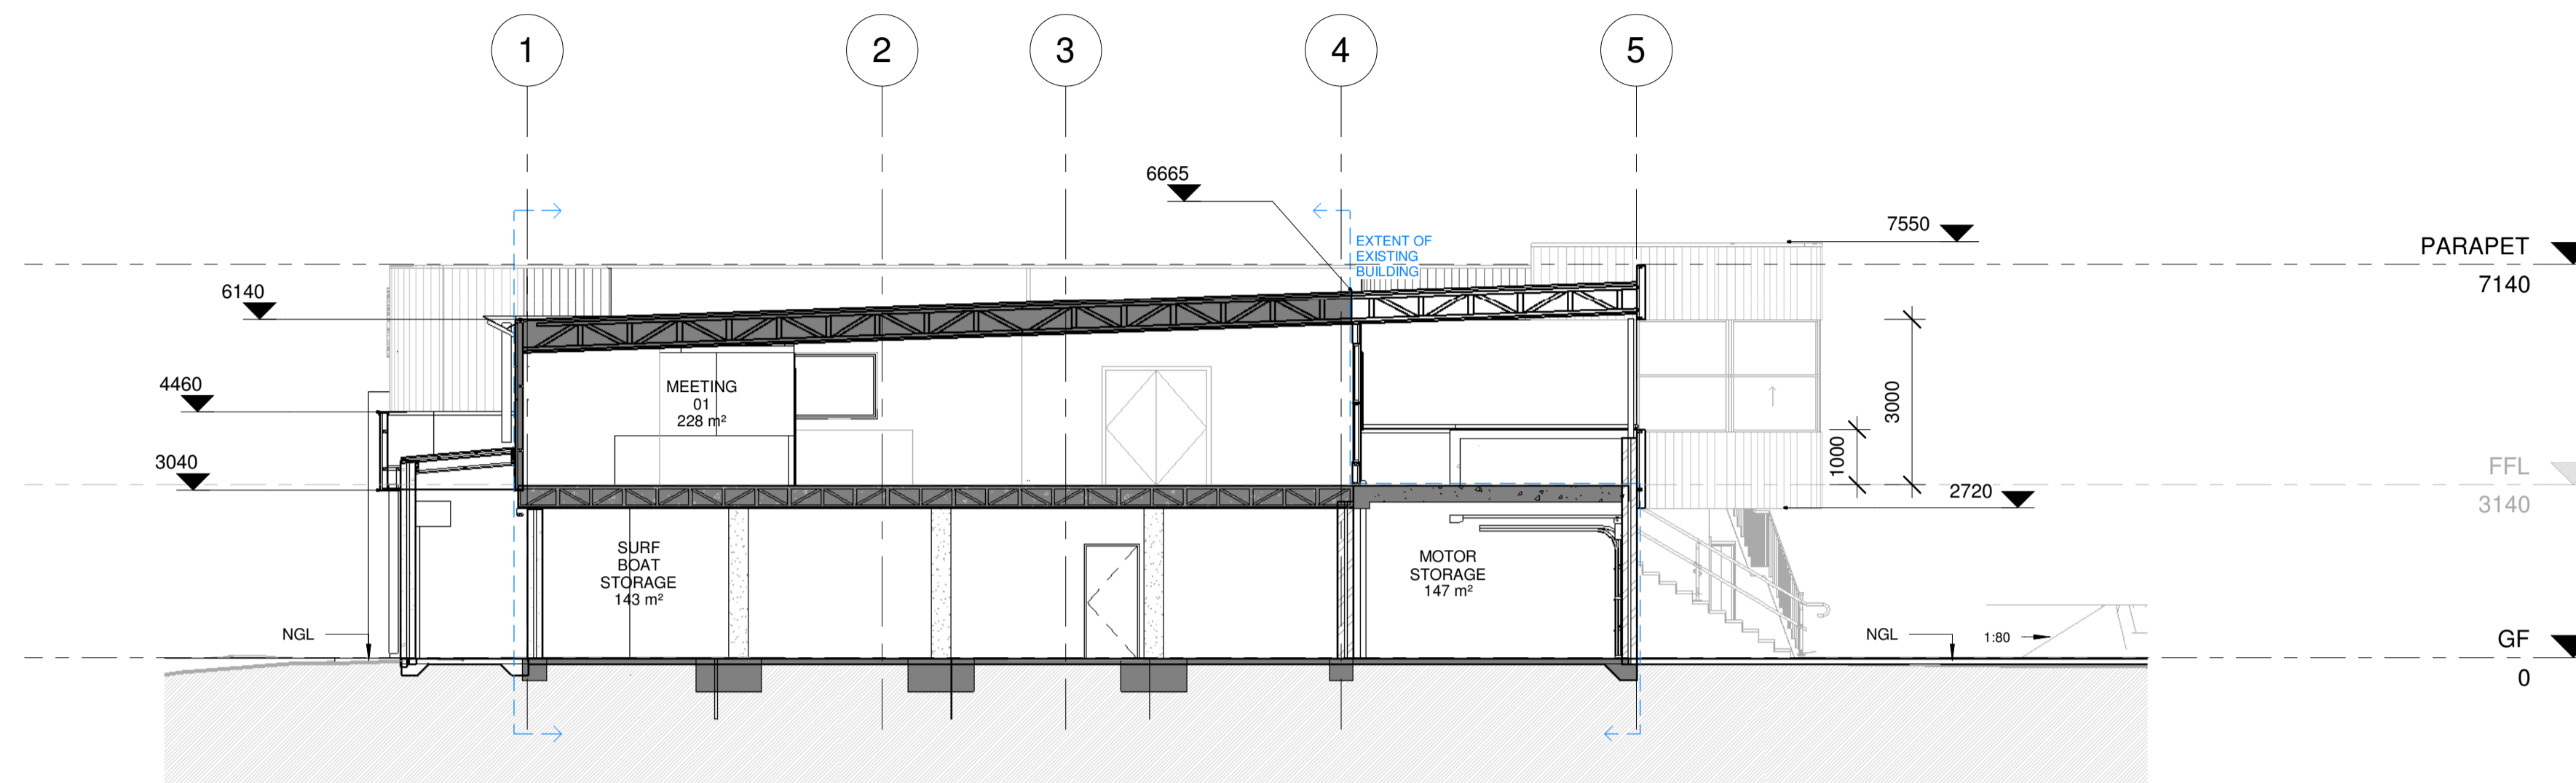 1
2
3
4
5
6665
7550
EXTENT OF
EXISTING
BUILDING
PARAPET
7140
6140
4460
3040
MEETING
01
228 m²
3000
1000
FFL
3140
2720
SURF
BOAT
STORAGE
143 m²
MOTOR
STORAGE
147 m²
NGL
NGL
1:80
GF
0